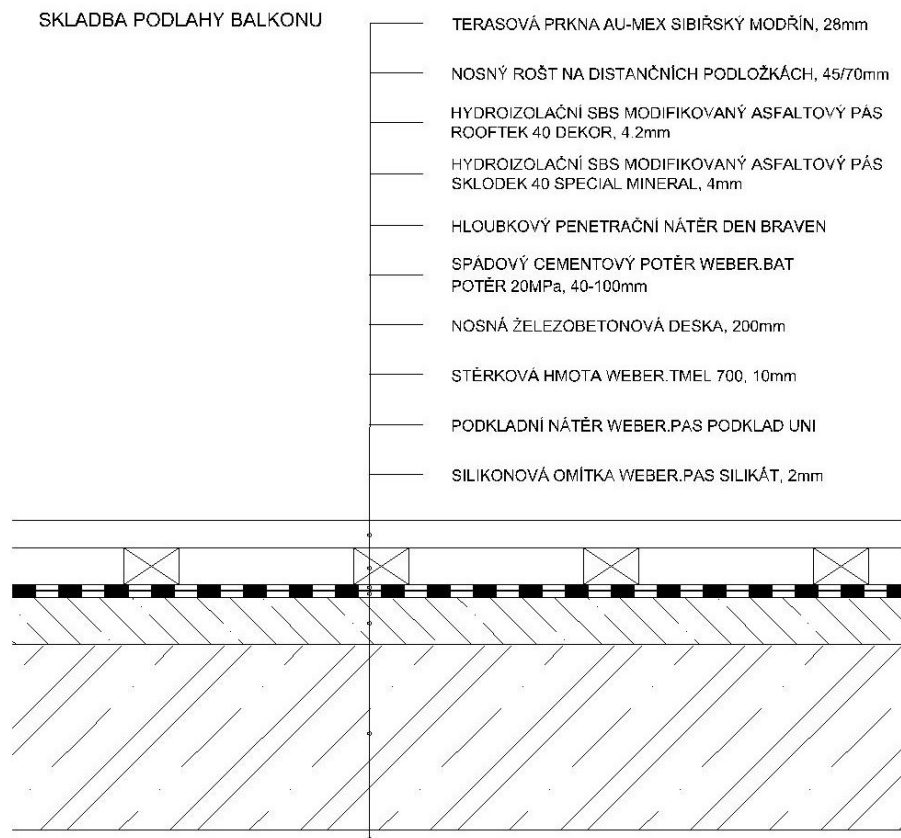 SKLADBA PODLAHY BALKONU
TERASOVÁ PRKNA AU-MEX SIBIŘSKÝ MODŘÍN, 28mm
NOSNÝ ROŠT NA DISTANČNÍCH PODLOŽKÁCH, 45/70mm
HYDROIZOLAČNÍ SBS MODIFIKOVANÝ ASFALTOVÝ PÁS
ROOFTEK 40 DEKOR, 4.2mm
HYDROIZOLAČNÍ SBS MODIFIKOVANÝ ASFALTOVÝ PÁS
SKLODEK 40 SPECIAL MINERAL, 4mm
HLOUBKOVÝ PENETRAČNÍ NÁTĚR DEN BRAVEN
SPÁDOVÝ CEMENTOVÝ POTĚR WEBER.BAT
POTĚR 20MPa, 40-100mm
NOSNÁ ŽELEZOBETONOVÁ DESKA, 200mm
STĚRKOVÁ HMOTA WEBER.TMEL 700, 10mm
PODKLADNÍ NÁTĚR WEBER.PAS PODKLAD UNI
SILIKONOVÁ OMÍTKA WEBER.PAS SILIKÁT, 2mm